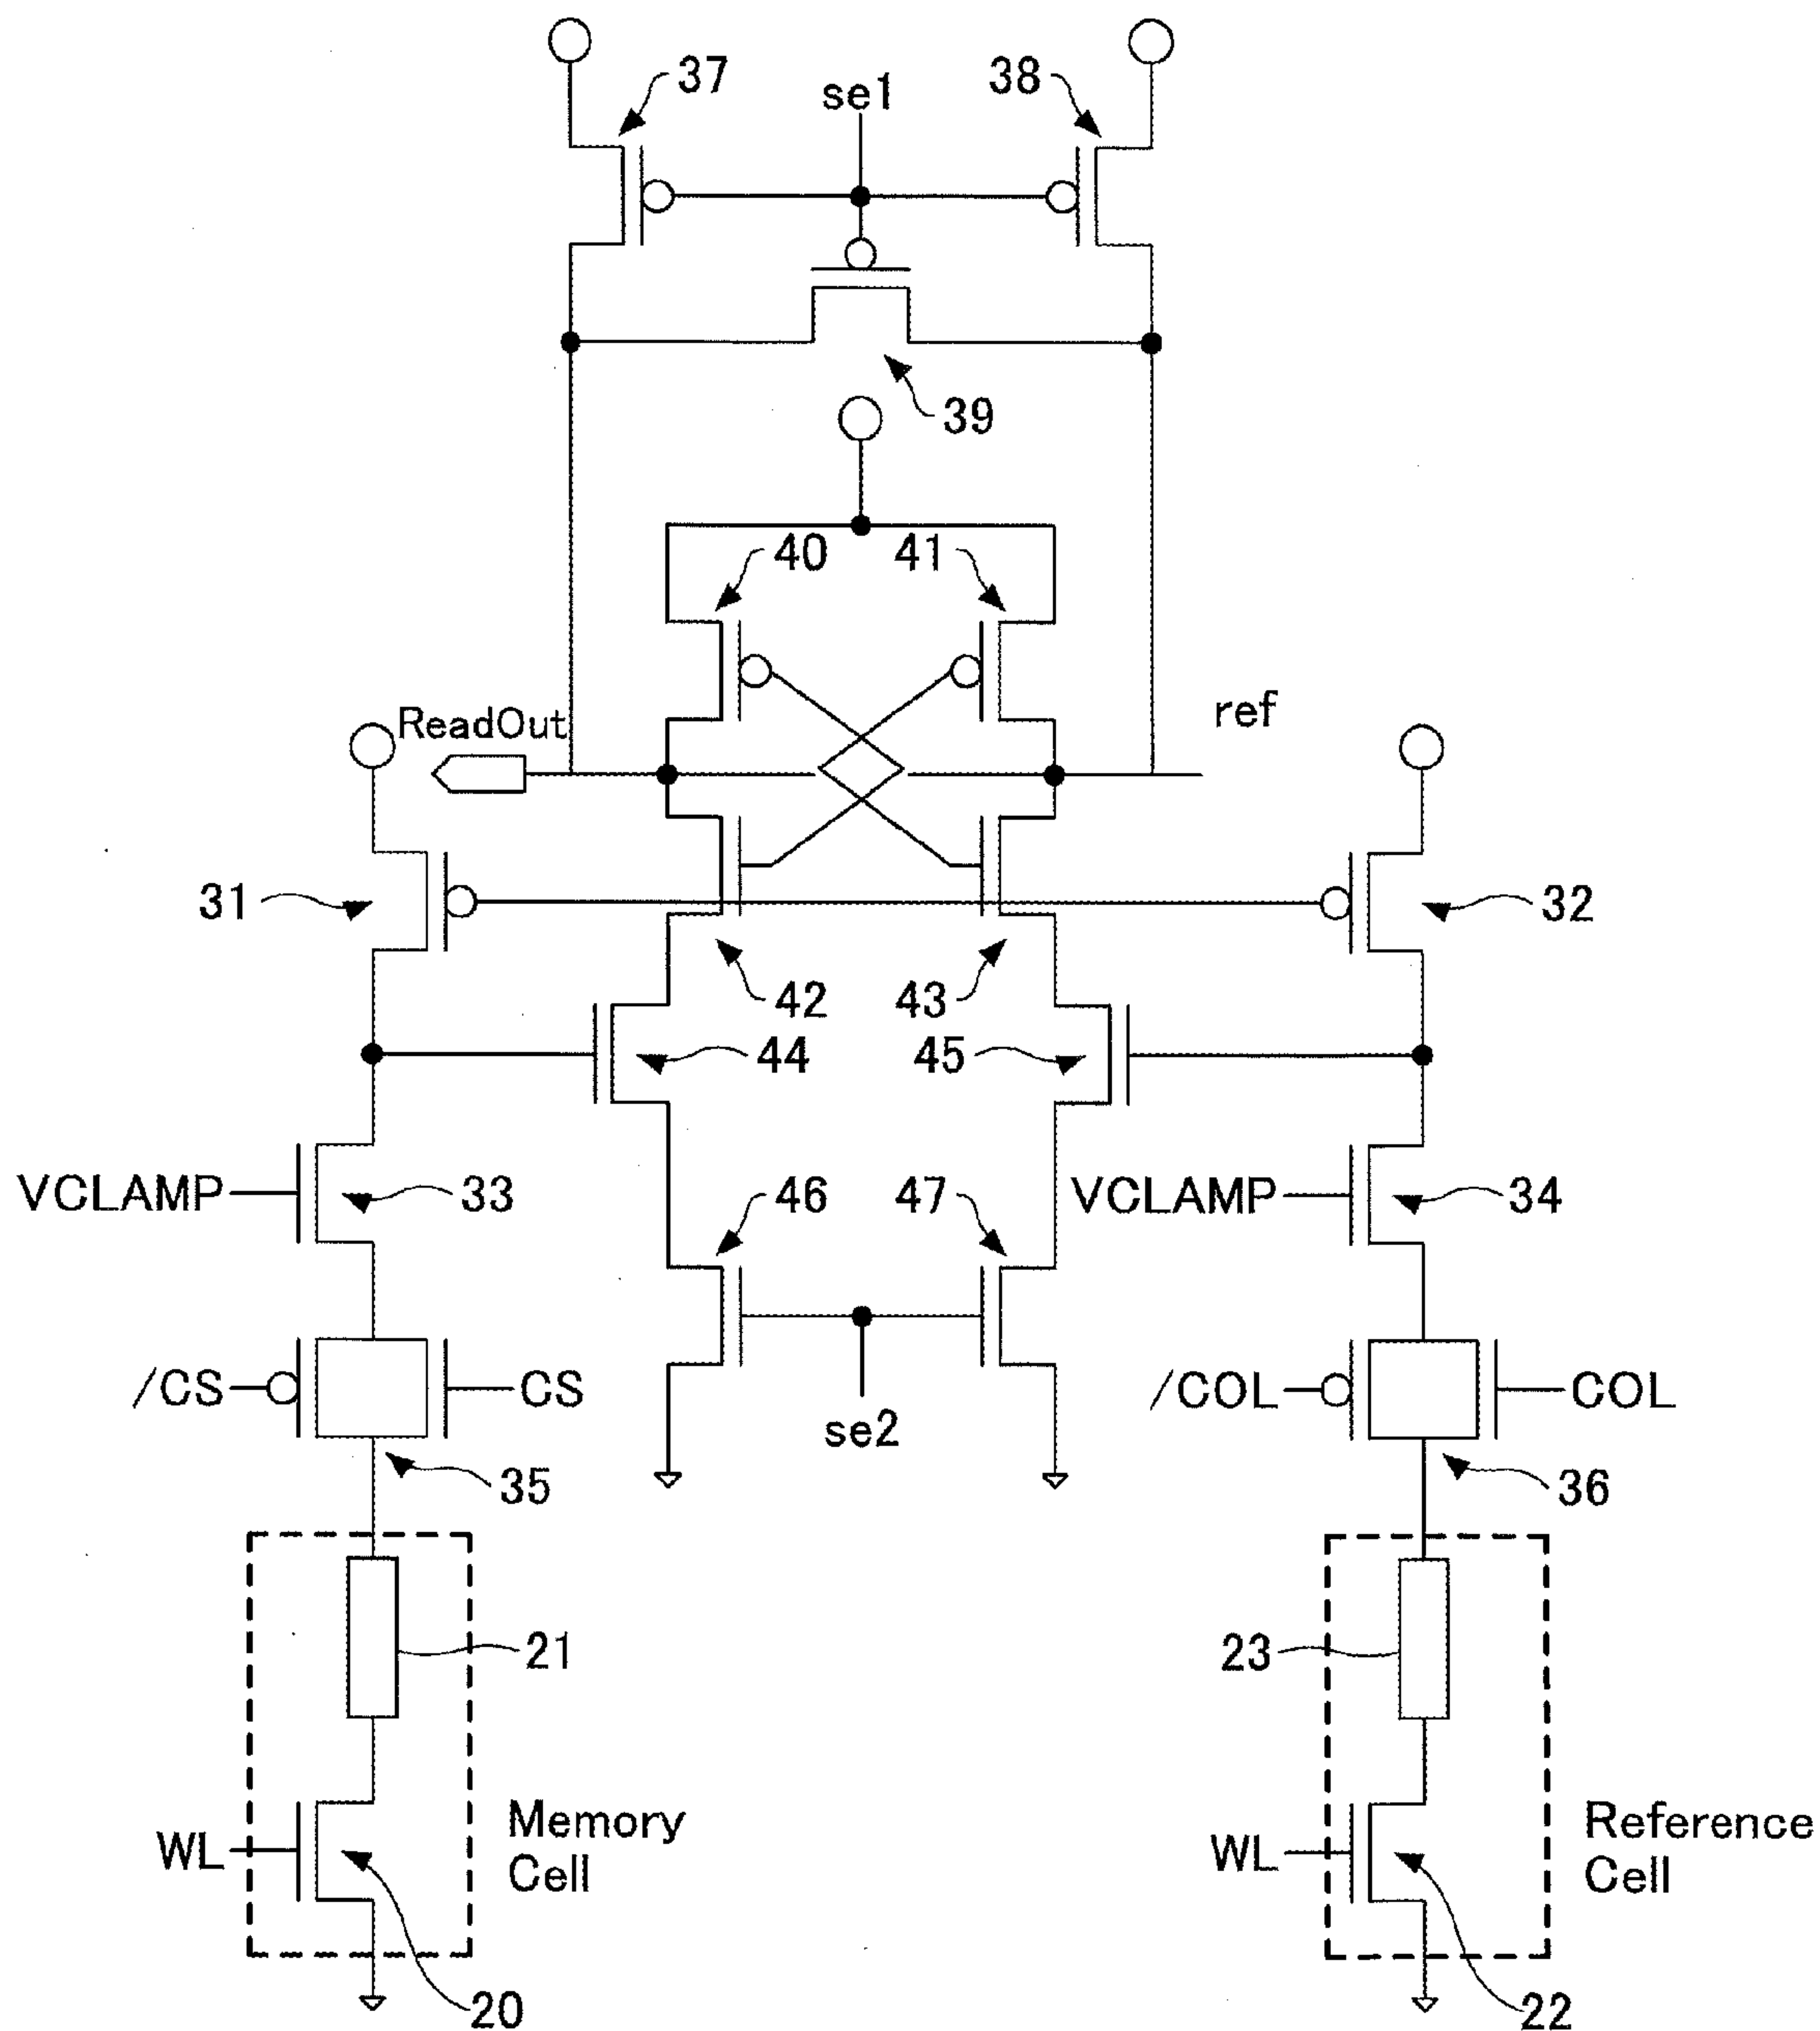 37
se1
38
39
40
41
ReadOut
ref
31
32
42
43
44
45
VCLAMP
33
46
47
VCLAMP
34
/CS
CS
/COL
COL
se2
35
36
21
23
Memory
Cell
Reference
Cell
WL
WL
20
22